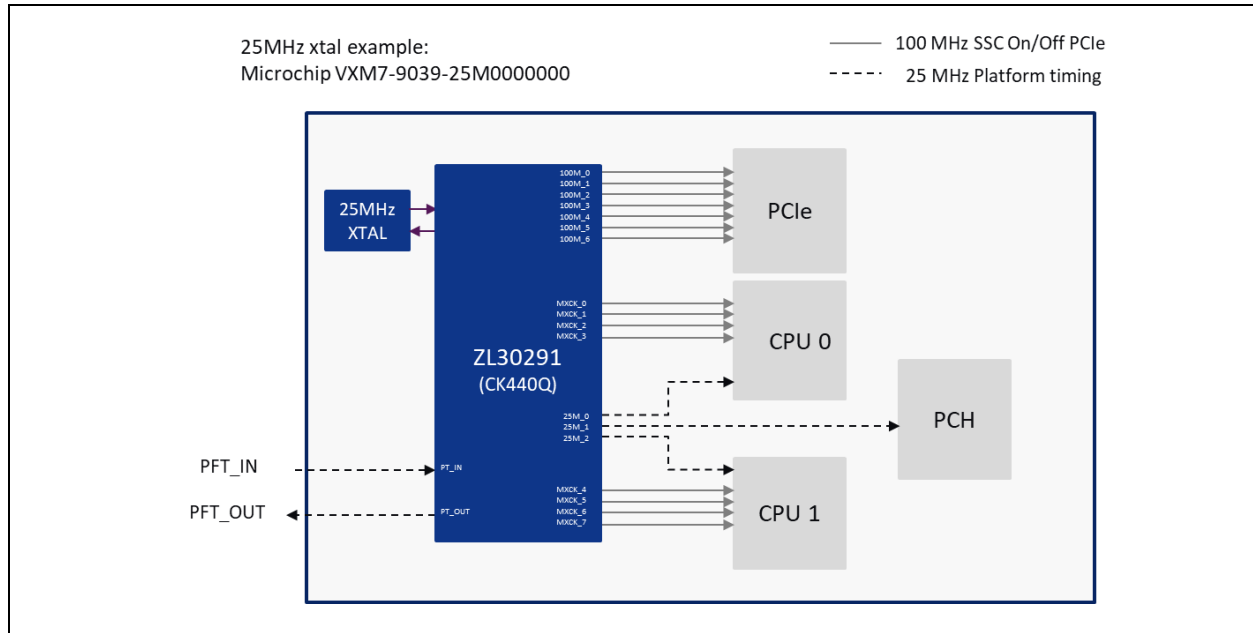 25MHz xtal example:
Microchip VXM7-9039-25M0000000
100 MHz SSC On/Off PCIe
25 MHz Platform timing
25MHz
XTAL
100M_0
100M_1
100M_2
100M_3
100M_4
100M_5
100M_6
PCIe
MXCK_0
MXCK_1
MXCK_2
MXCK_3
CPU 0
ZL30291
(CK440Q)
25M_0
25M_1
25M_2
PCH
PFT_IN
PT_IN
PFT_OUT
PT_OUT
MXCK_4
MXCK_5
MXCK_6
MXCK_7
CPU 1